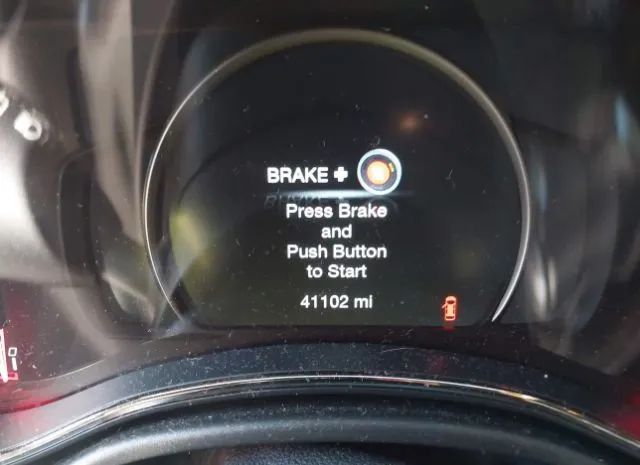 BRAKE +
Press Brake
and
Push Button
to Start
41102 mi